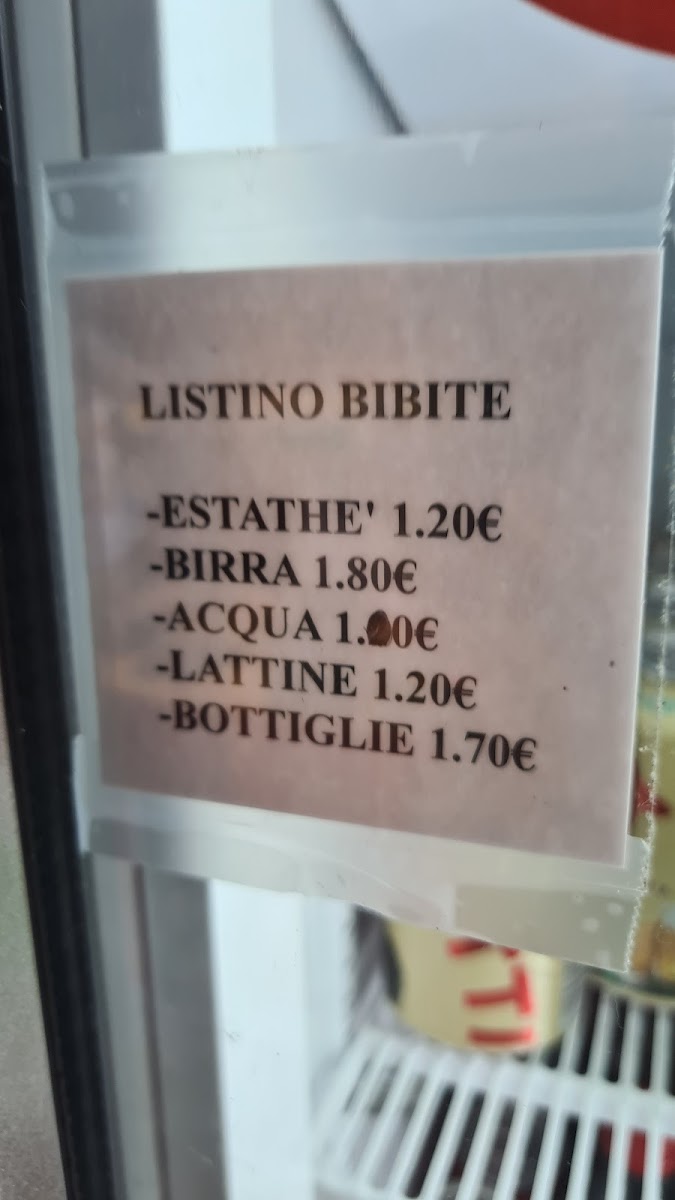 LISTINO BIBITE
-ESTATHE' 1.20€
-BIRRA 1.80€
-ACQUA
-LATTINE 1.20€
-BOTTIGLIE 1.70€